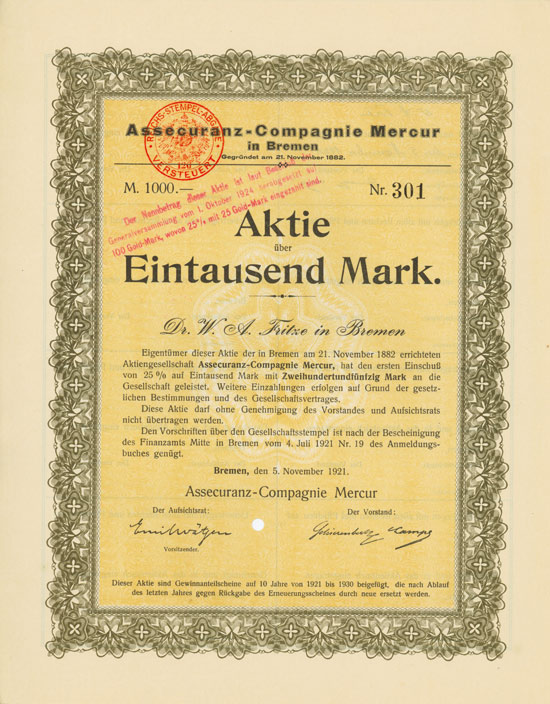 Assecuranz-Compagnie Mercur
in Bremen
Gegründet am 21. November 1882.
REICHS-STEMPEL-ABGABE
VERSTEUERT
120
M. 1000.—
Nr. 301
Der Nennbetrag dieser Aktie ist laut Beschluß
Generalversammlung vom 1. Oktober 1924 herabgesetzt auf
100 Gold-Mark, wovon 25% mit 25 Gold-Mark eingezahlt sind.
Aktie
über
Eintausend Mark.
Dr. W. A. Fritze in Bremen
Eigentümer dieser Aktie der in Bremen am 21. November 1882 errichteten
Aktiengesellschaft Assecuranz-Compagnie Mercur, hat den ersten Einschuß
von 25% auf Eintausend Mark mit Zweihundertundfünfzig Mark an die
Gesellschaft geleistet. Weitere Einzahlungen erfolgen auf Grund der gesetz-
lichen Bestimmungen und des Gesellschaftsvertrages.
Diese Aktie darf ohne Genehmigung des Vorstandes und Aufsichtsrats
nicht übertragen werden.
Den Vorschriften über den Gesellschaftsstempel ist nach der Bescheinigung
des Finanzamts Mitte in Bremen vom 4. Juli 1921 Nr. 19 des Anmeldungs-
buches genügt.
Bremen, den 5. November 1921.
Assecuranz-Compagnie Mercur
Der Aufsichtsrat:
Der Vorstand:
Vorsitzender.
Dieser Aktie sind Gewinnanteilscheine auf 10 Jahre von 1921 bis 1930 beigefügt, die nach Ablauf
des letzten Jahres gegen Rückgabe des Erneuerungsscheines durch neue ersetzt werden.